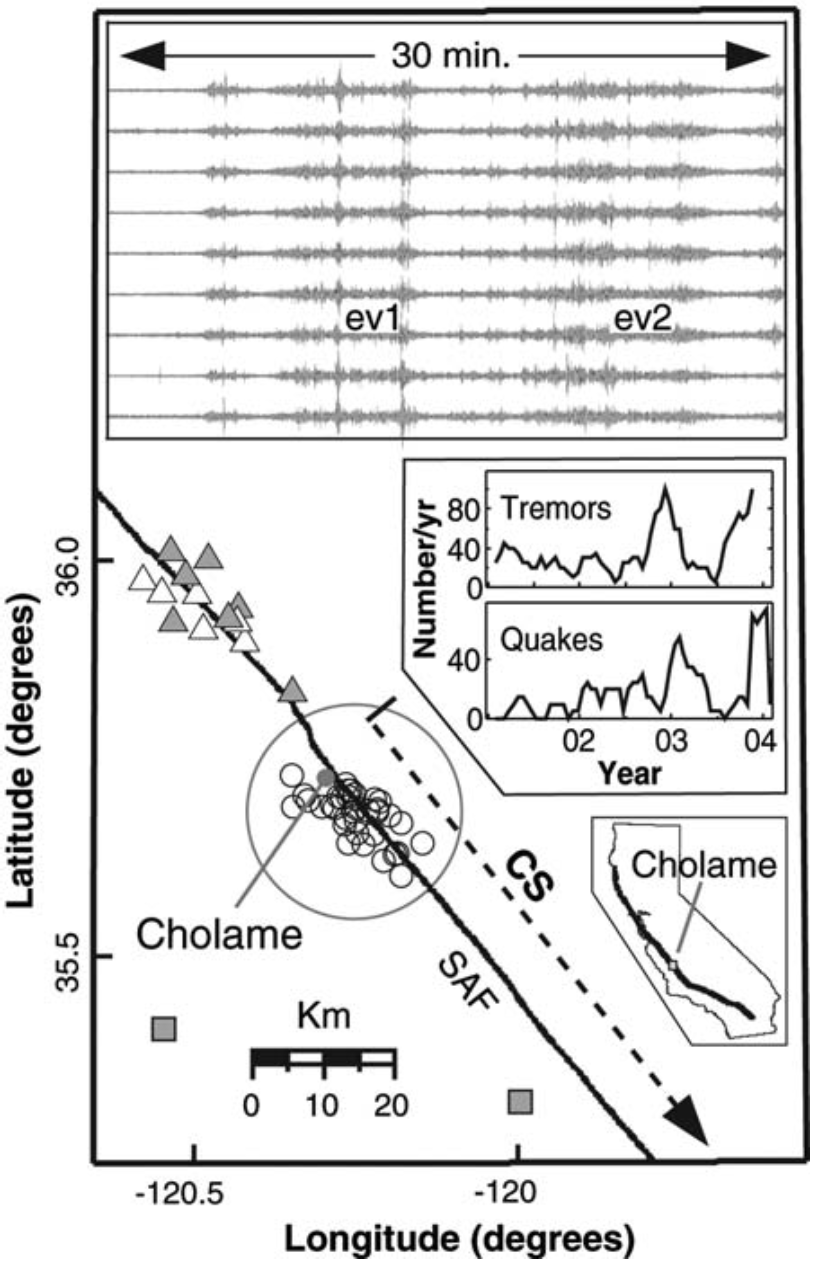 30 min.
ev1
ev2
Number/yr
80
40
0
Tremors
40
0
Quakes
02
03
04
Year
Latitude (degrees)
36.0
35.5
Cholame
CS
SAF
Cholame
Km
0
10
20
-120.5
-120
Longitude (degrees)